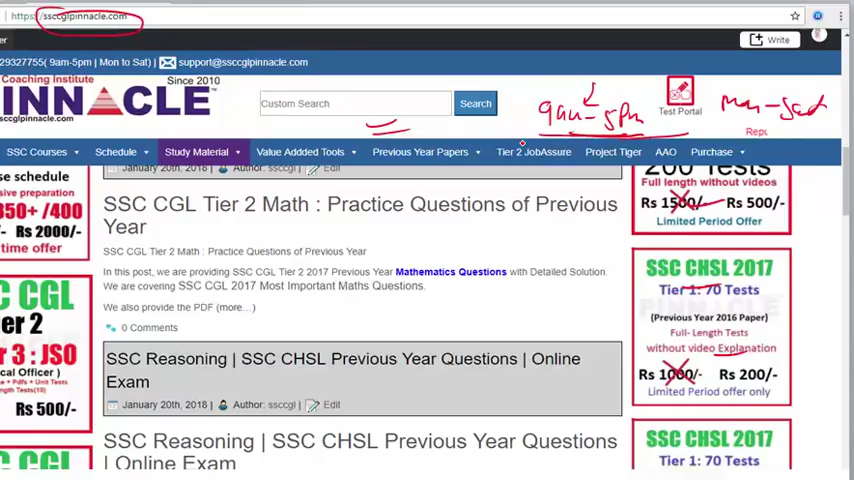 https://ssccglpinnacle.com
er
Write
29327755( 9am-5pm | Mon to Sat) | support@ssccglpinnacle.com
Coaching Institute
Since 2010
INNACLE
sccglpinnacle.com
Custom Search
Search
9am-5pm
Test Portal
Mon-Sat
Repu
SSC Courses
Schedule
Study Material
Value Addded Tools
Previous Year Papers
Tier 2 JobAssure
Project Tiger
AAO
Purchase
se schedule
ensive preparation
350+ /400
/- Rs 2000/-
time offer
C CGL
ier 2
r 3 : JSO
cal Officer )
e + Pdfs + Unit Tests
ngth Tests(10)
Rs 500/-
January 20th, 2018 | Author: ssccgl | Edit
SSC CGL Tier 2 Math : Practice Questions of Previous
Year
SSC CGL Tier 2 Math : Practice Questions of Previous Year
In this post, we are providing SSC CGL Tier 2 2017 Previous Year Mathematics Questions with Detailed Solution.
We are covering SSC CGL 2017 Most Important Maths Questions.
We also provide the PDF (more…)
0 Comments
SSC Reasoning | SSC CHSL Previous Year Questions | Online
Exam
January 20th, 2018 | Author: ssccgl | Edit
SSC Reasoning | SSC CHSL Previous Year Questions
| Online Exam
200 Tests
Full length without videos
Rs 1500/- Rs 500/-
Limited Period Offer
SSC CHSL 2017
Tier 1: 70 Tests
(Previous Year 2016 Paper)
Full- Length Tests
without video Explanation
Rs 1000/- Rs 200/-
Limited Period offer only
SSC CHSL 2017
Tier 1: 70 Tests